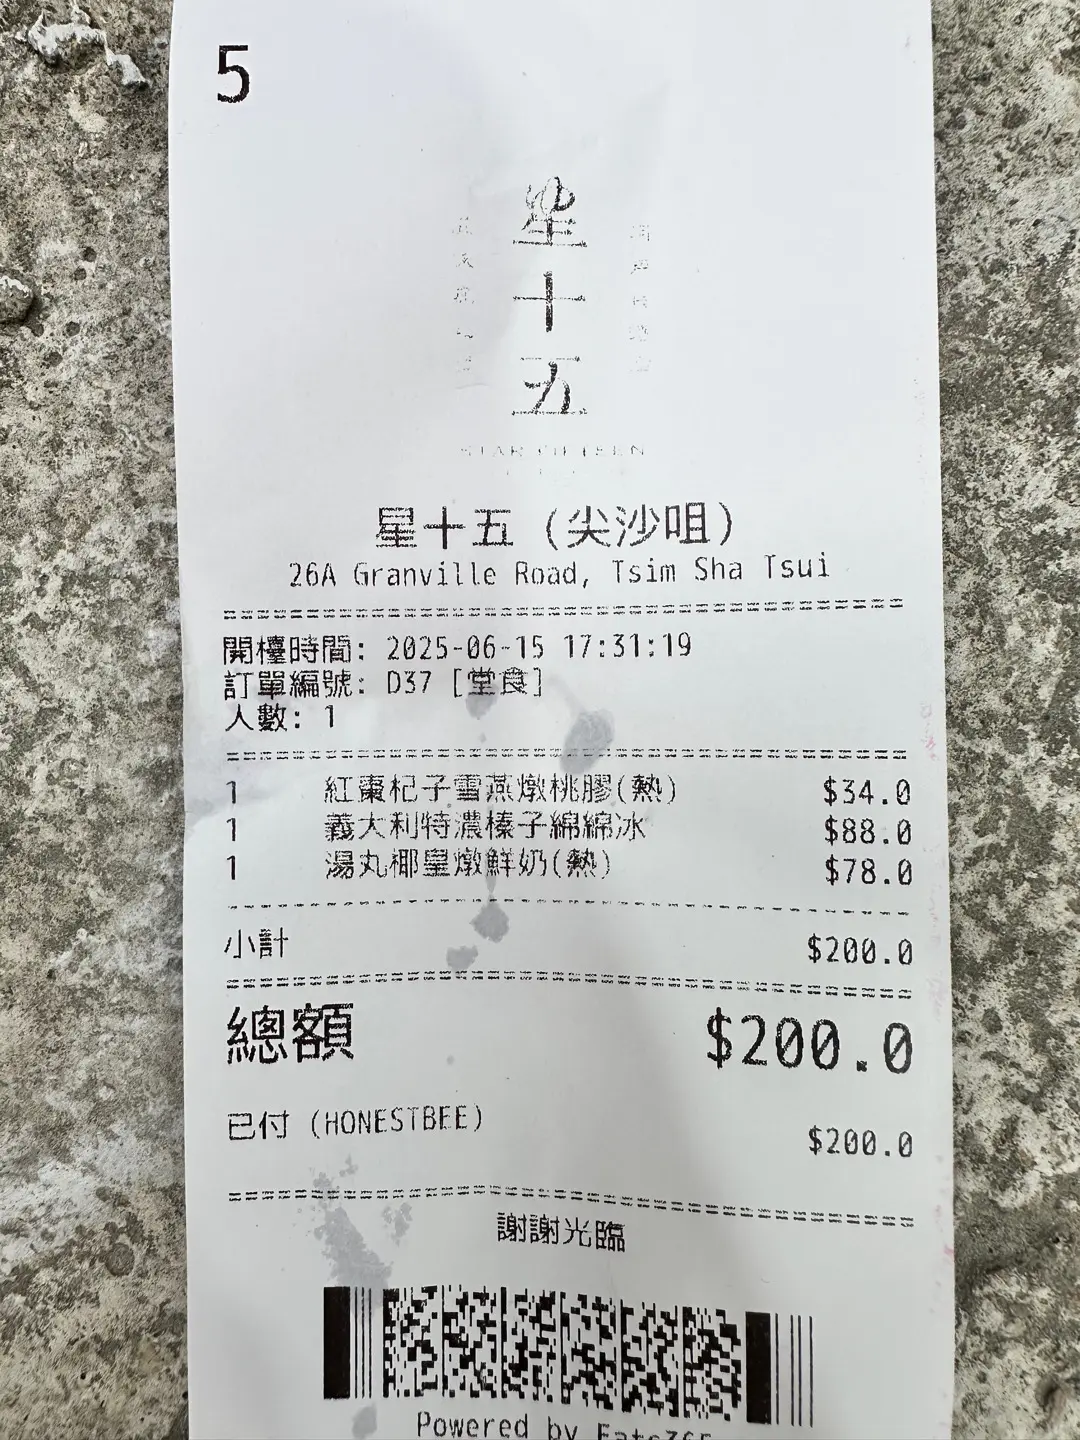 5
星十五
STAR FIFTEEN
星十五 (尖沙咀)
26A Granville Road, Tsim Sha Tsui
開檯時間: 2025-06-15 17:31:19
訂單編號: D37 [堂食]
人數: 1
1 紅棗杞子雪燕燉桃膠(熱) $34.0
1 義大利特濃榛子綿綿冰 $88.0
1 湯丸椰皇燉鮮奶(熱) $78.0
小計 $200.0
總額 $200.0
已付 (HONESTBEE) $200.0
謝謝光臨
Powered by Eats365